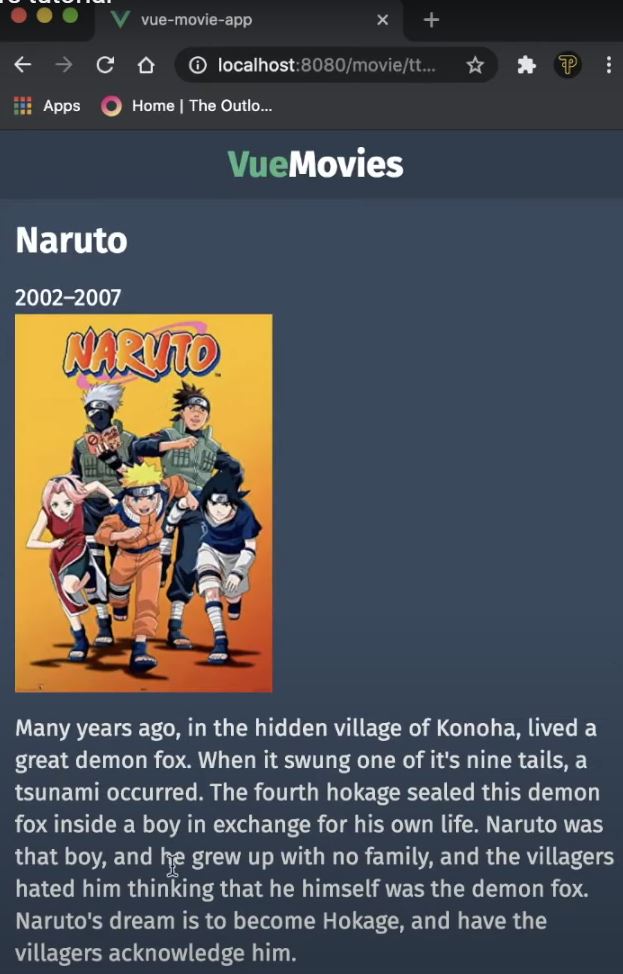 vue-movie-app
localhost:8080/movie/tt...
Apps
Home | The Outlo...
VueMovies
Naruto
2002–2007
NARUTO
Many years ago, in the hidden village of Konoha, lived a
great demon fox. When it swung one of it's nine tails, a
tsunami occurred. The fourth hokage sealed this demon
fox inside a boy in exchange for his own life. Naruto was
that boy, and he grew up with no family, and the villagers
hated him thinking that he himself was the demon fox.
Naruto's dream is to become Hokage, and have the
villagers acknowledge him.